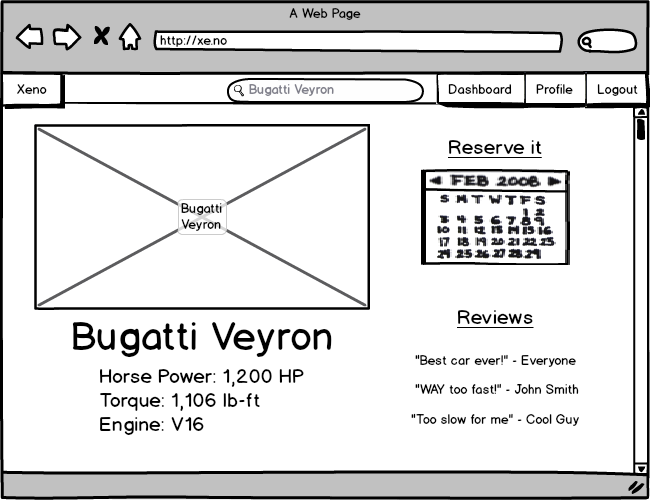 A Web Page
http://xe.no
Xeno
Bugatti Veyron
Dashboard
Profile
Logout
Bugatti
Veyron
Bugatti Veyron
Horse Power: 1,200 HP
Torque: 1,106 lb-ft
Engine: V16
Reserve it
FEB 2008
S M T W T F S
1 2
3 4 5 6 7 8 9
10 11 12 13 14 15 16
17 18 19 20 21 22 23
24 25 26 27 28 29
Reviews
"Best car ever!" - Everyone
"WAY too fast!" - John Smith
"Too slow for me" - Cool Guy